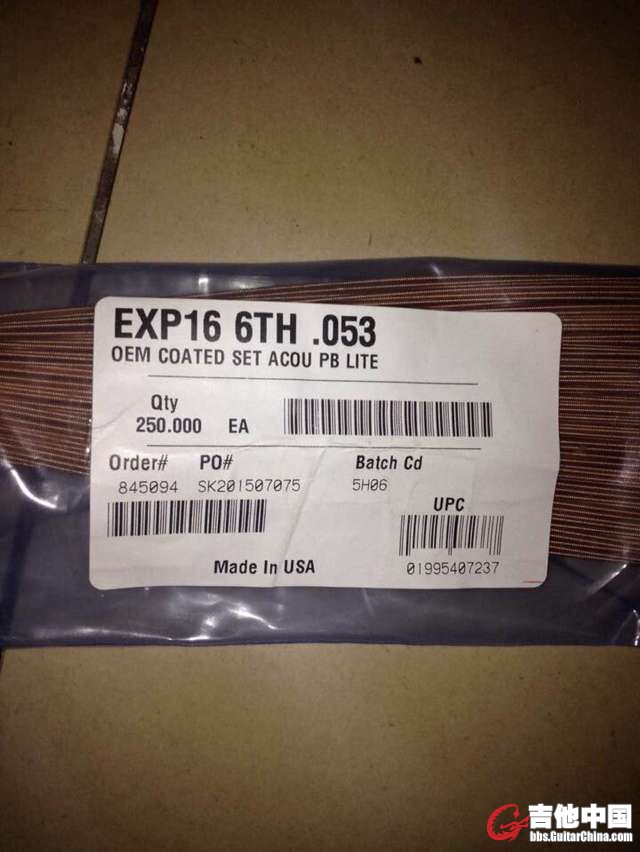 EXP16 6TH .053
OEM COATED SET ACOU PB LITE
Qty
250.000 EA
Order# PO# Batch Cd
845094 SK201507075 5H06
UPC
Made In USA
01995407237
吉他中国
bbs.GuitarChina.com